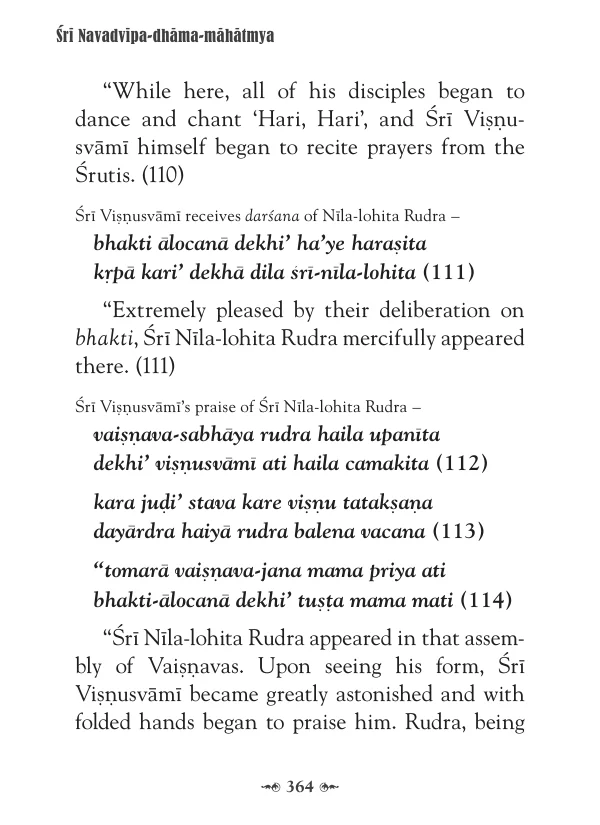 Śrī Navadvīpa-dhāma-māhātmya
“While here, all of his disciples began to
dance and chant ‘Hari, Hari’, and Śrī Viṣṇu-
svāmī himself began to recite prayers from the
Śrutis. (110)
Śrī Viṣṇusvāmī receives darśana of Nīla-lohita Rudra –
bhakti ālocanā dekhi’ ha’ye haraṣita
kṛpā kari’ dekhā dila śrī-nīla-lohita (111)
“Extremely pleased by their deliberation on
bhakti, Śrī Nīla-lohita Rudra mercifully appeared
there. (111)
Śrī Viṣṇusvāmī’s praise of Śrī Nīla-lohita Rudra –
vaiṣṇava-sabhāya rudra haila upanīta
dekhi’ viṣṇusvāmī ati haila camakita (112)
kara juḍi’ stava kare viṣṇu tatakṣaṇa
dayārdra haiyā rudra balena vacana (113)
“tomarā vaiṣṇava-jana mama priya ati
bhakti-ālocanā dekhi’ tuṣṭa mama mati (114)
“Śrī Nīla-lohita Rudra appeared in that assem-
bly of Vaiṣṇavas. Upon seeing his form, Śrī
Viṣṇusvāmī became greatly astonished and with
folded hands began to praise him. Rudra, being
364